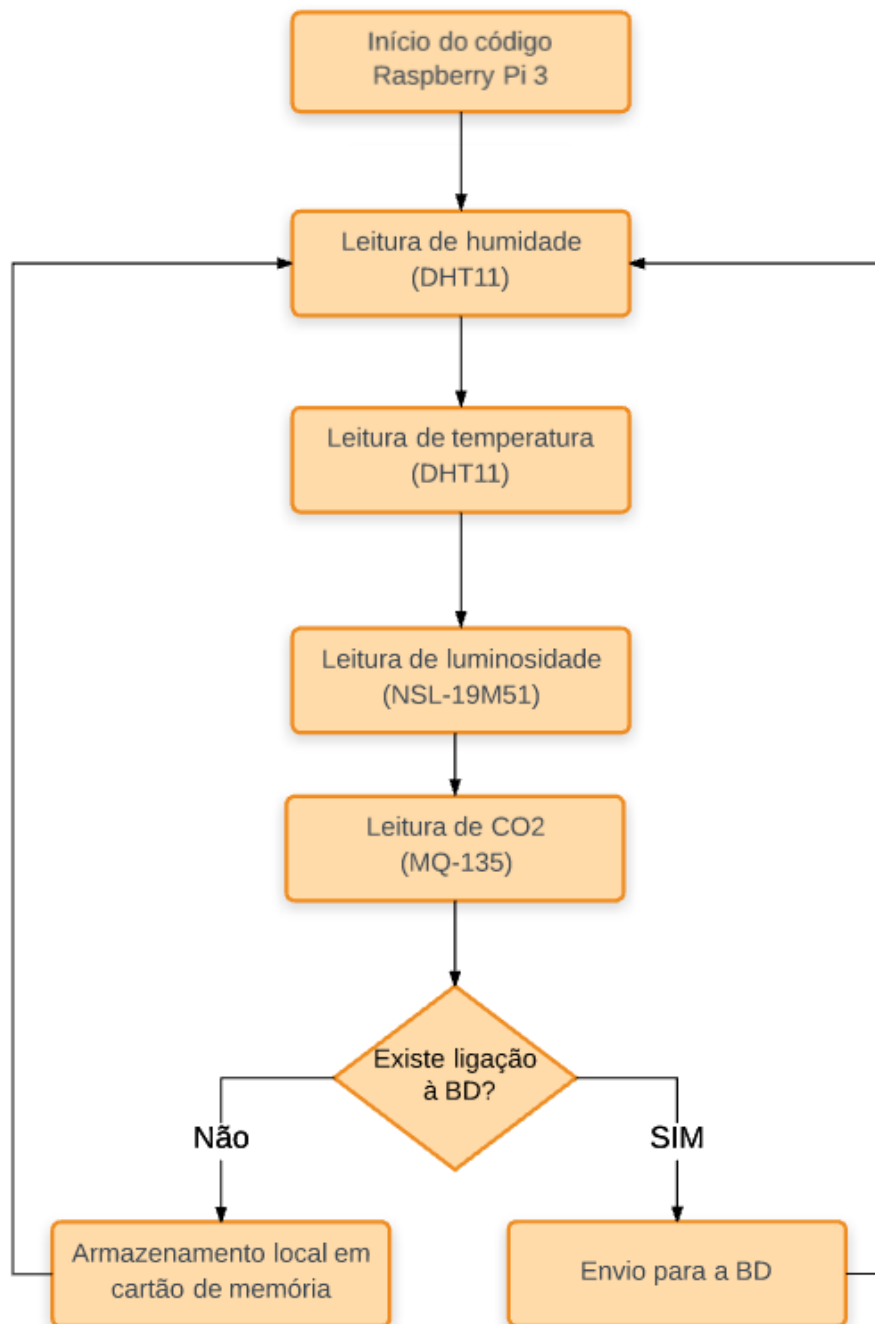 Início do código
Raspberry Pi 3
Leitura de humidade
(DHT11)
Leitura de temperatura
(DHT11)
Leitura de luminosidade
(NSL-19M51)
Leitura de CO2
(MQ-135)
Existe ligação
à BD?
Não
SIM
Armazenamento local em
cartão de memória
Envio para a BD